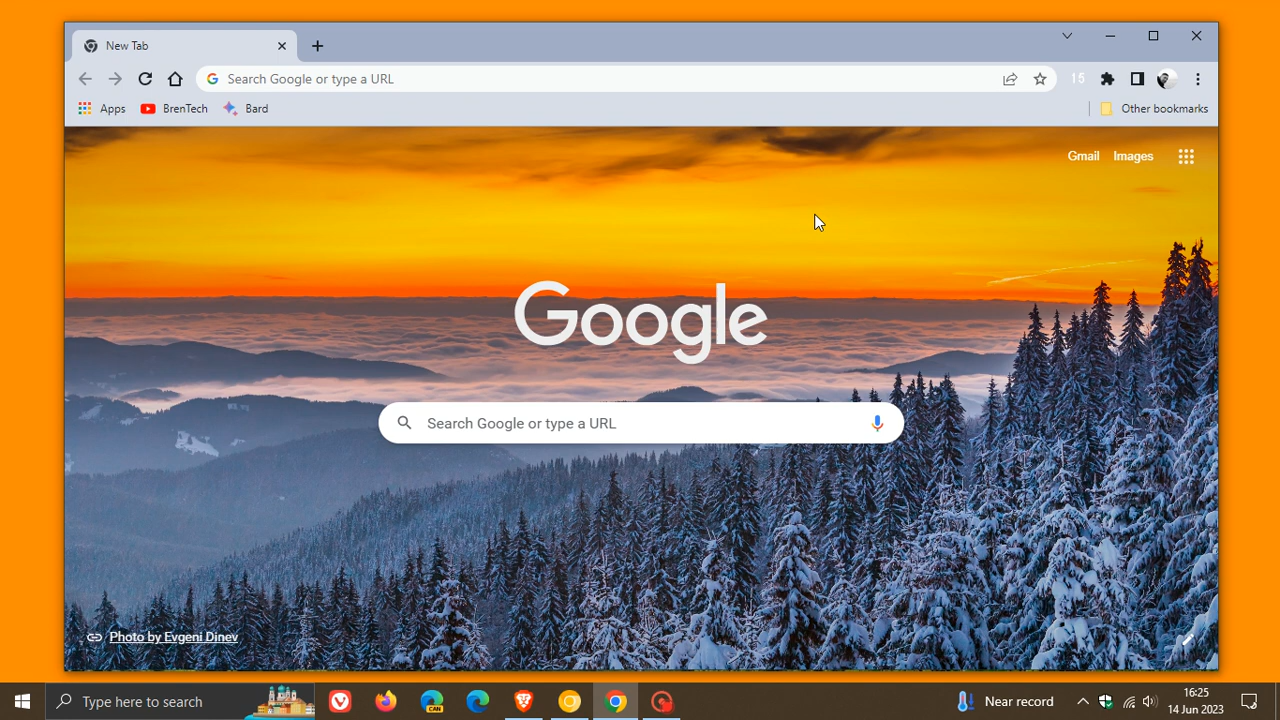 New Tab
Search Google or type a URL
15
Apps BrenTech Bard Other bookmarks
Gmail Images
Google
Search Google or type a URL
Photo by Evgeni Dinev
Type here to search
CAN
Near record
16:25
14 Jun 2023